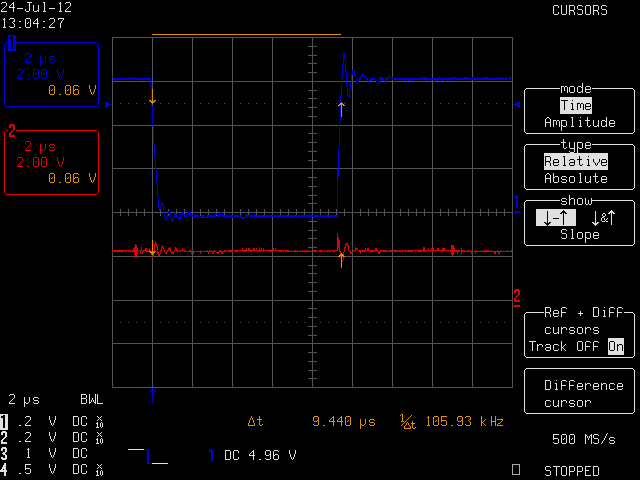 24-Jul-12
13:04:27
CURSORS
1
2 µs
2.00 V
0.06 V
2
2 µs
2.00 V
0.06 V
mode
Time
Amplitude
type
Relative
Absolute
show
↓-↑ ↓&↑
Slope
1
2
Ref + Diff
cursors
Track OFF On
Difference
cursor
2 µs BWL
1 .2 V DC X10
2 .2 V DC X10
3 1 V DC
4 .5 V DC X10
Δt 9.440 µs 1/Δt 105.93 kHz
1 DC 4.96 V
500 MS/s
STOPPED